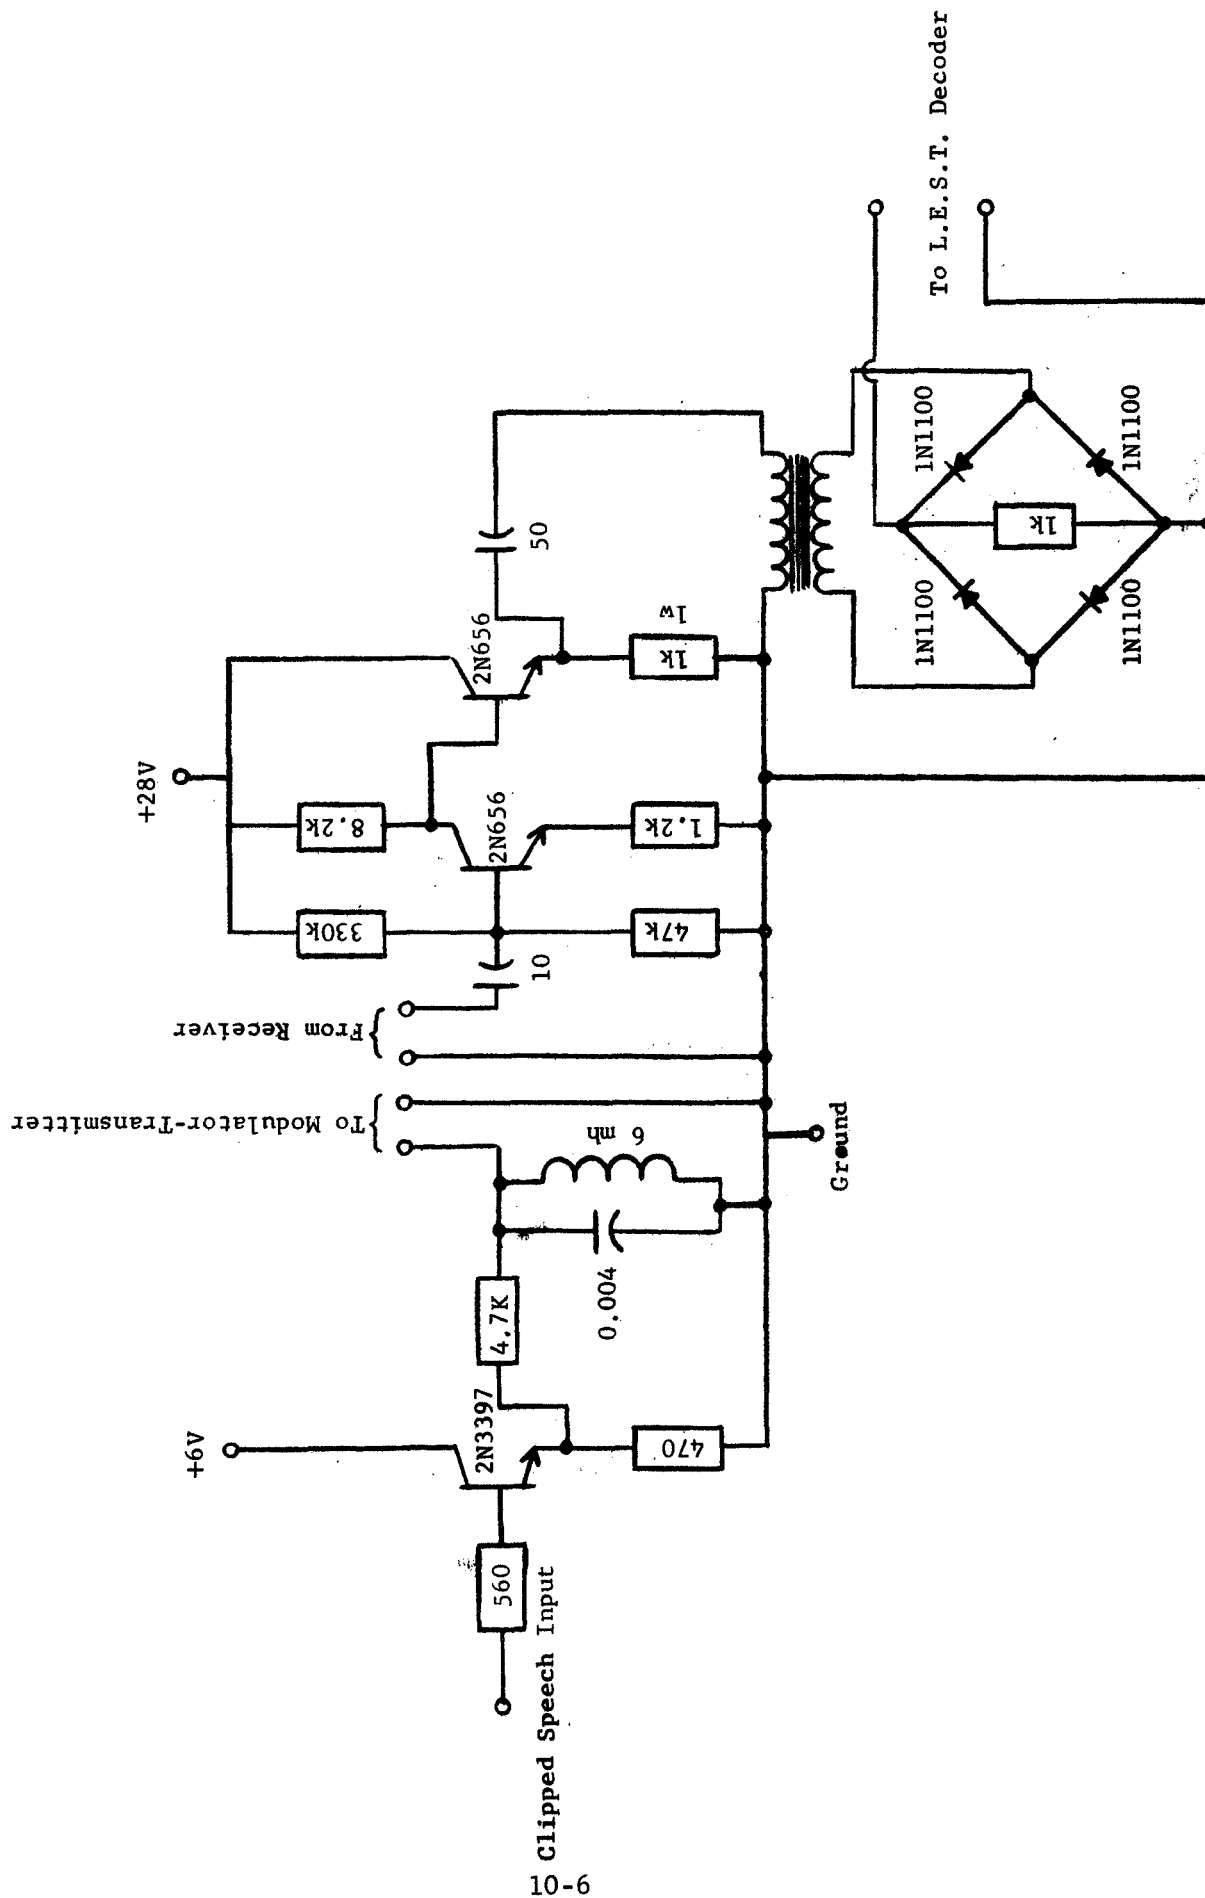 +28V
+6V
330k
8.2k
2N656
2N656
50
10
47k
1.2k
1k
1w
From Receiver
To Modulator-Transmitter
6 mh
0.004
4.7K
2N3397
470
560
Clipped Speech Input
Ground
To L.E.S.T. Decoder
1N1100
1N1100
1k
1N1100
1N1100
10-6